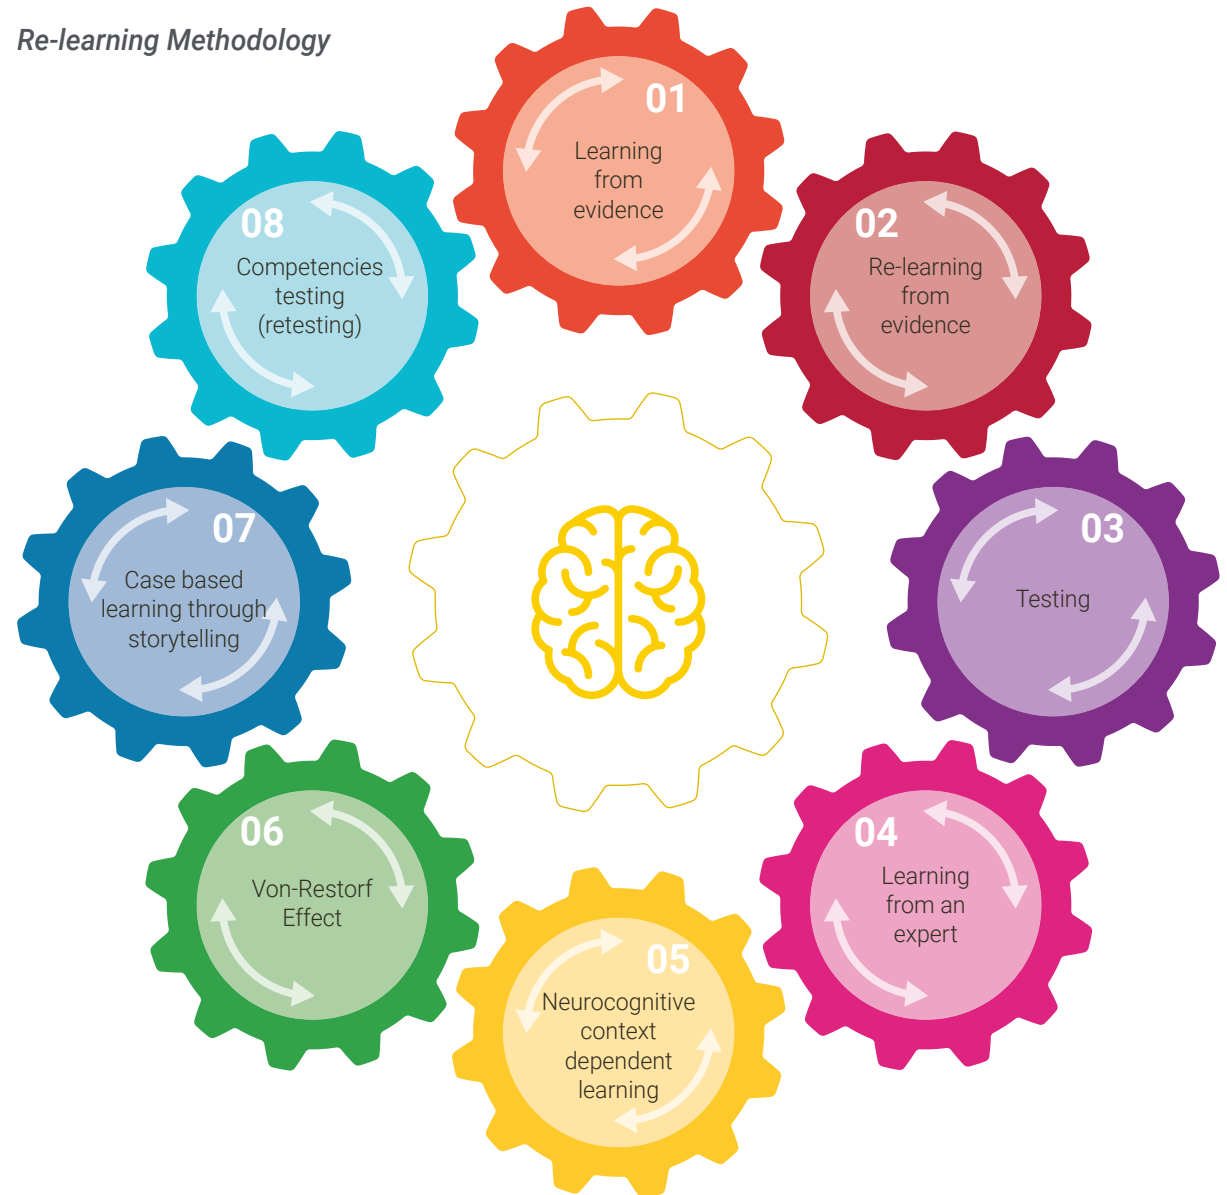 Re-learning Methodology
01
Learning
from
evidence
02
Re-learning
from
evidence
03
Testing
04
Learning
from an
expert
05
Neurocognitive
context
dependent
learning
06
Von-Restorf
Effect
07
Case based
learning through
storytelling
08
Competencies
testing
(retesting)